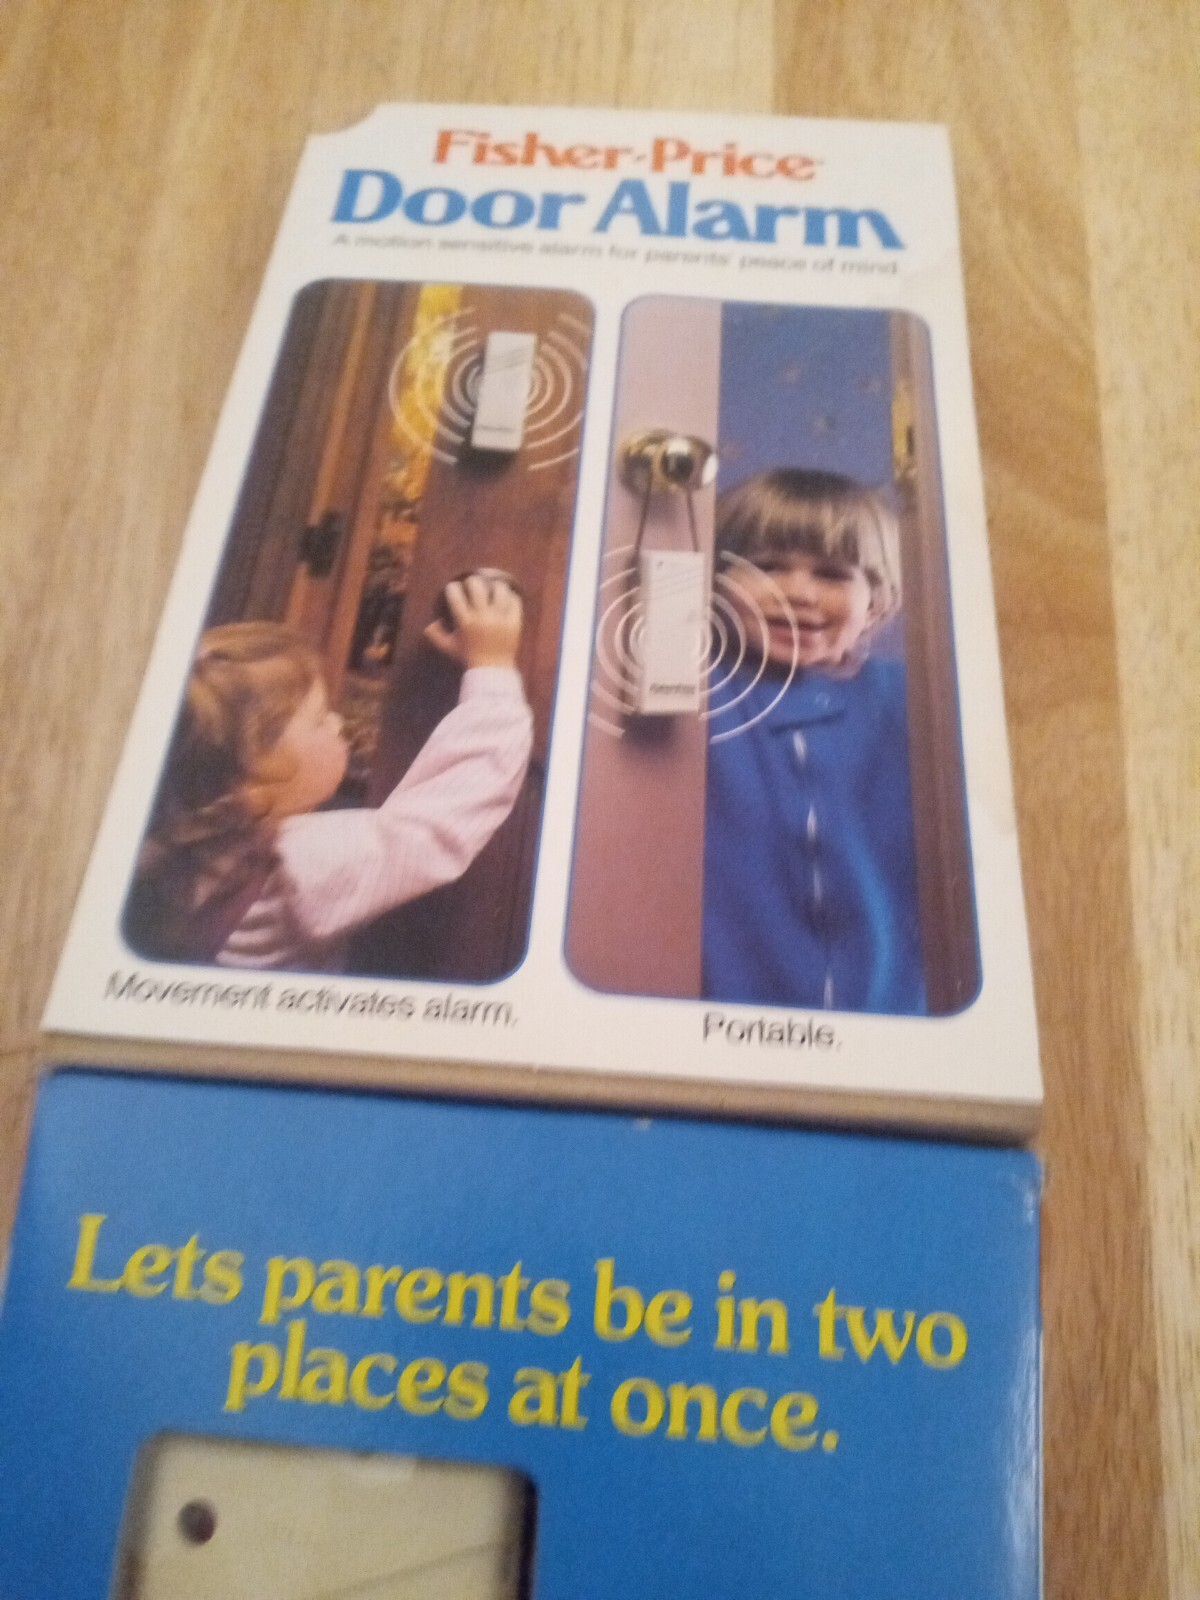 Fisher-Price
Door Alarm
A motion sensitive alarm for parents' peace of mind
Movement activates alarm.
Portable.
Lets parents be in two
places at once.